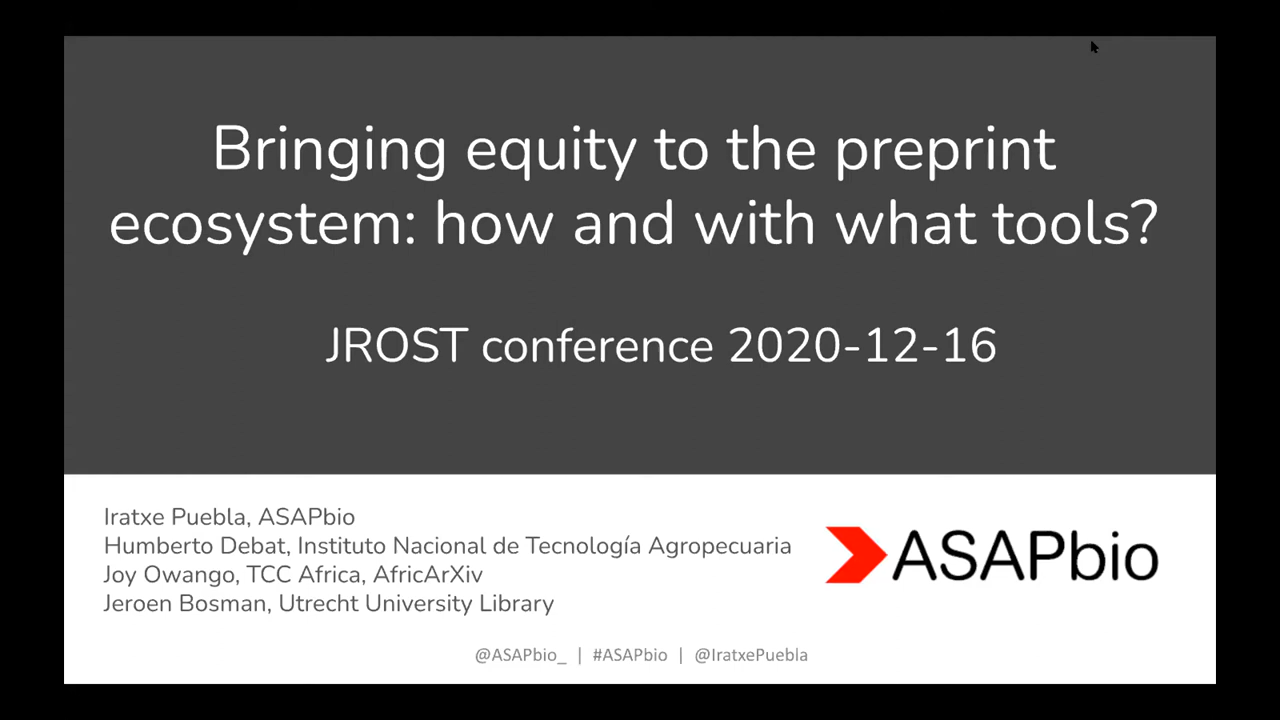 Bringing equity to the preprint
ecosystem: how and with what tools?
JROST conference 2020-12-16
Iratxe Puebla, ASAPbio
Humberto Debat, Instituto Nacional de Tecnología Agropecuaria
Joy Owango, TCC Africa, AfricArXiv
Jeroen Bosman, Utrecht University Library
ASAPbio
@ASAPbio_ | #ASAPbio | @IratxePuebla